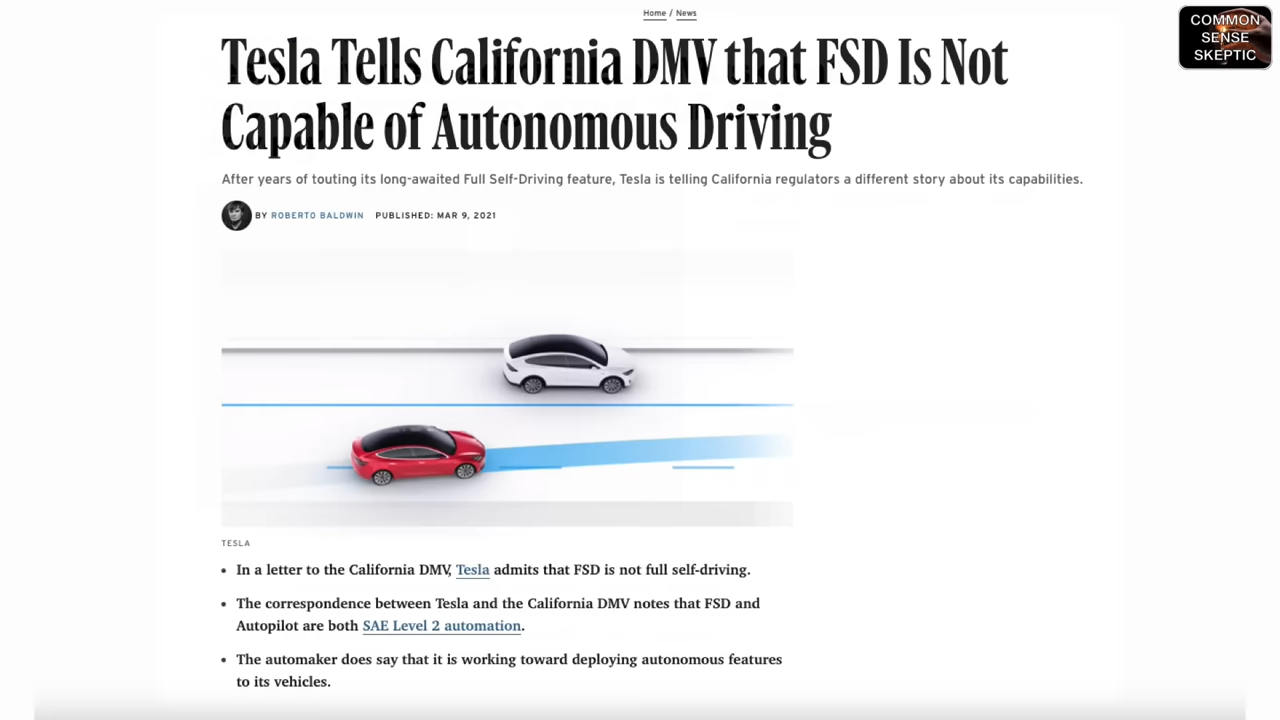 Home / News
COMMON
SENSE
SKEPTIC
Tesla Tells California DMV that FSD Is Not
Capable of Autonomous Driving
After years of touting its long-awaited Full Self-Driving feature, Tesla is telling California regulators a different story about its capabilities.
BY ROBERTO BALDWIN PUBLISHED: MAR 9, 2021
TESLA
• In a letter to the California DMV, Tesla admits that FSD is not full self-driving.
• The correspondence between Tesla and the California DMV notes that FSD and
Autopilot are both SAE Level 2 automation.
• The automaker does say that it is working toward deploying autonomous features
to its vehicles.